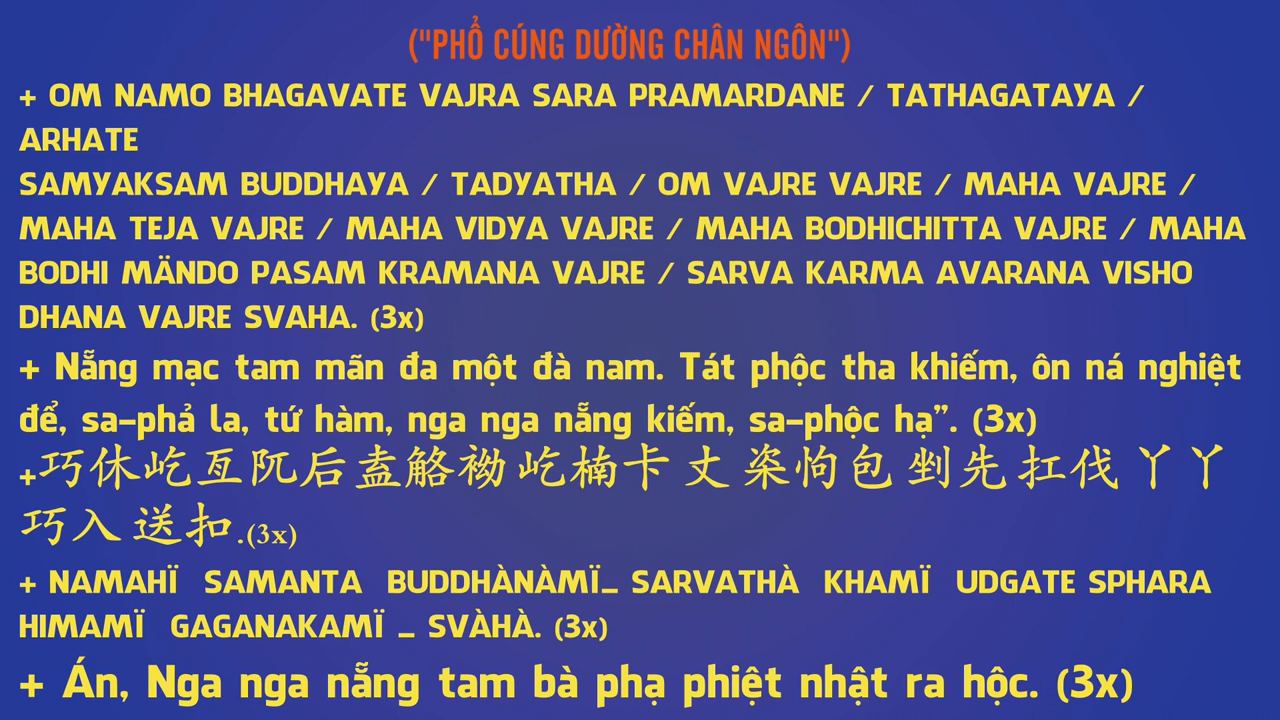 ("PHỔ CÚNG DƯỜNG CHÂN NGÔN")
+ OM NAMO BHAGAVATE VAJRA SARA PRAMARDANE / TATHAGATAYA /
ARHATE
SAMYAKSAM BUDDHAYA / TADYATHA / OM VAJRE VAJRE / MAHA VAJRE /
MAHA TEJA VAJRE / MAHA VIDYA VAJRE / MAHA BODHICHITTA VAJRE / MAHA
BODHI MÄNDO PASAM KRAMANA VAJRE / SARVA KARMA AVARANA VISHO
DHANA VAJRE SVAHA. (3x)
+ Nẵng mạc tam mãn đa một đà nam. Tát phộc tha khiếm, ôn ná nghiệt
để, sa-phả la, tứ hàm, nga nga nẵng kiếm, sa-phộc hạ”. (3x)
+巧休屹亙阢后盍觡袎屹楠卡丈栥怐包剉先扛伐丫丫
巧入送扣.(3x)
+ NAMAHÏ SAMANTA BUDDHÀNÀMÏ_ SARVATHÀ KHAMÏ UDGATE SPHARA
HIMAMÏ GAGANAKAMÏ _ SVÀHÀ. (3x)
+ Án, Nga nga nẵng tam bà phạ phiệt nhật ra hộc. (3x)